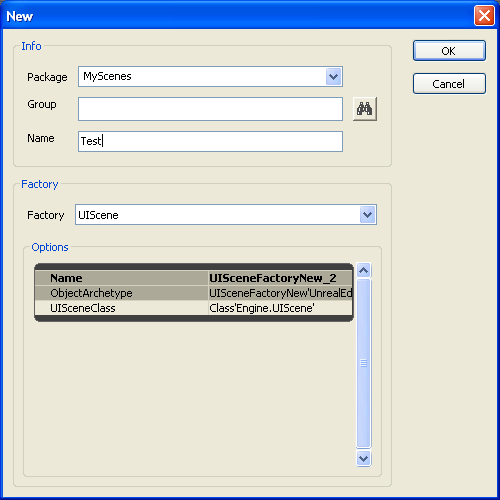 New
Info
OK
Package MyScenes
Cancel
Group
Name Test
Factory
Factory UIScene
Options
Name UISceneFactoryNew_2
ObjectArchetype UISceneFactoryNew'UnrealEd
UISceneClass Class'Engine.UIScene'